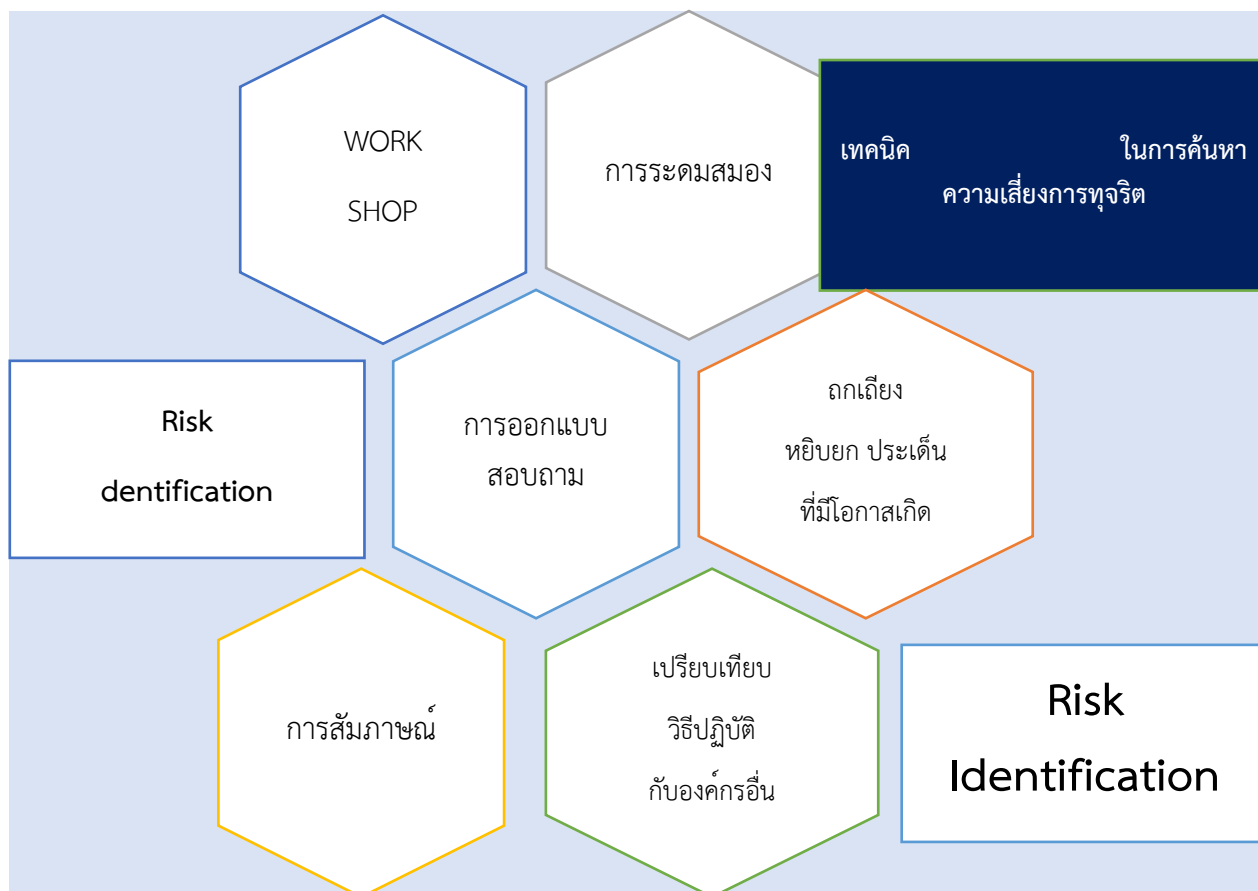 WORK
SHOP
การระดมสมอง
เทคนิค ในการค้นหา
ความเสี่ยงการทุจริต
Risk
dentification
การออกแบบ
สอบถาม
ถกเถียง
หยิบยก ประเด็น
ที่มีโอกาสเกิด
การสัมภาษณ์
เปรียบเทียบ
วิธีปฏิบัติ
กับองค์กรอื่น
Risk
Identification